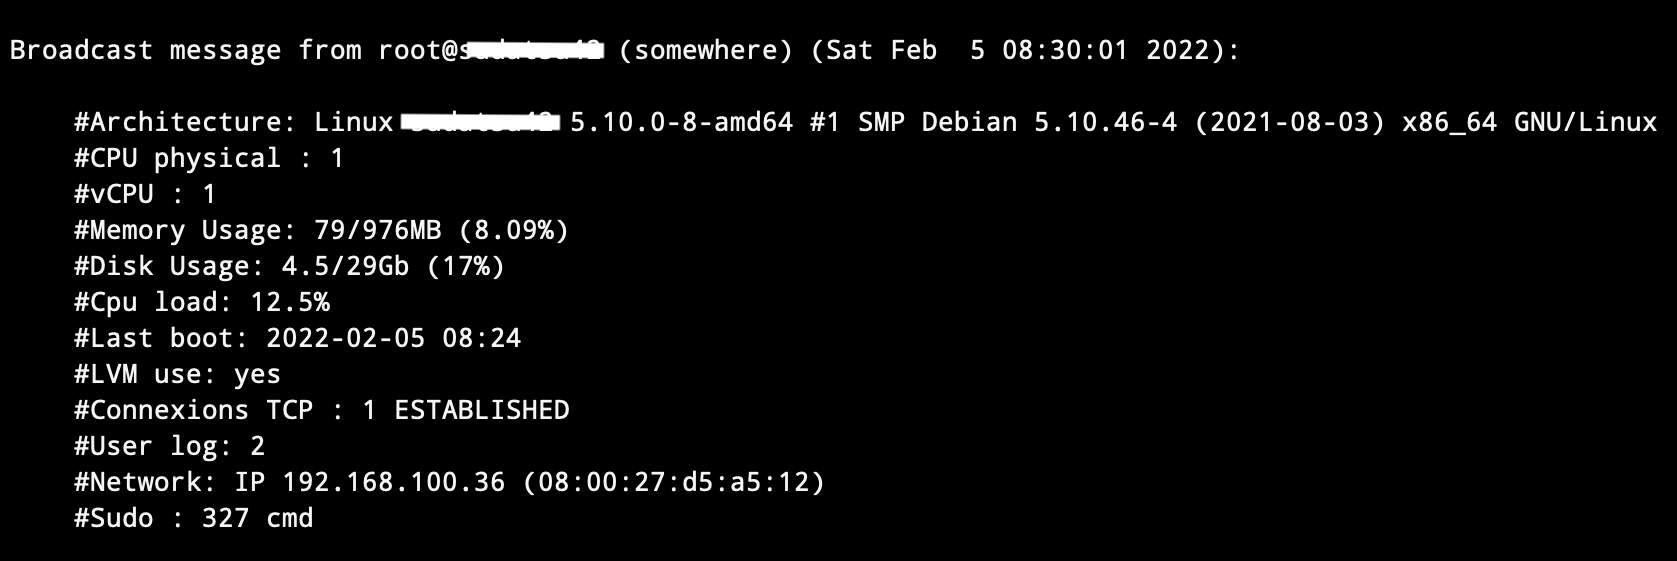 Broadcast message from root@ (somewhere) (Sat Feb  5 08:30:01 2022):
#Architecture: Linux 5.10.0-8-amd64 #1 SMP Debian 5.10.46-4 (2021-08-03) x86_64 GNU/Linux
#CPU physical : 1
#vCPU : 1
#Memory Usage: 79/976MB (8.09%)
#Disk Usage: 4.5/29Gb (17%)
#Cpu load: 12.5%
#Last boot: 2022-02-05 08:24
#LVM use: yes
#Connexions TCP : 1 ESTABLISHED
#User log: 2
#Network: IP 192.168.100.36 (08:00:27:d5:a5:12)
#Sudo : 327 cmd